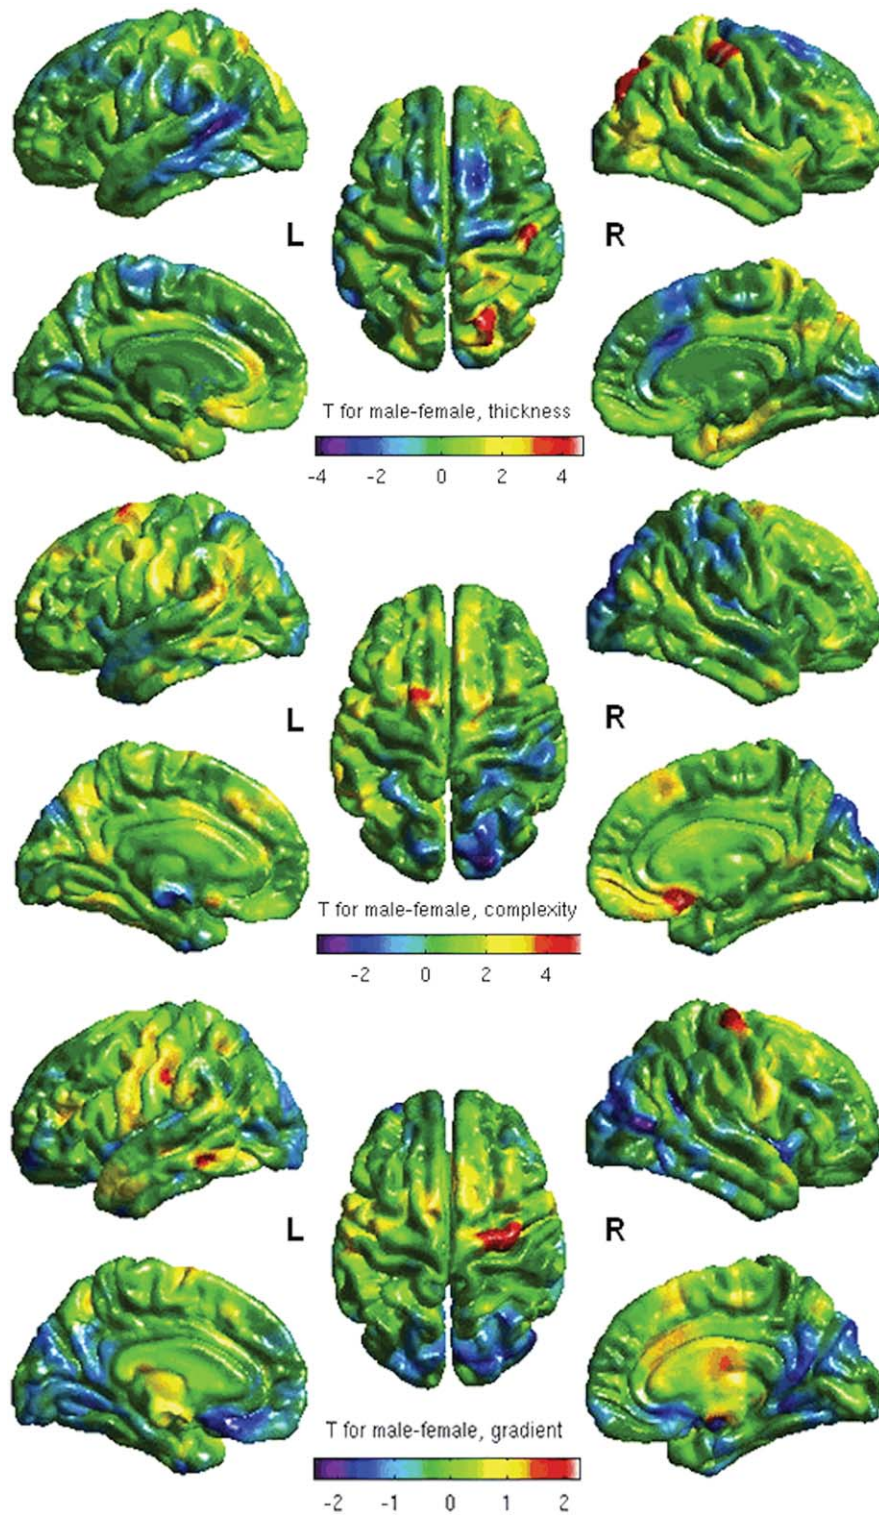 L R
T for male-female, thickness
-4 -2 0 2 4
L R
T for male-female, complexity
-2 0 2 4
L R
T for male-female, gradient
-2 -1 0 1 2